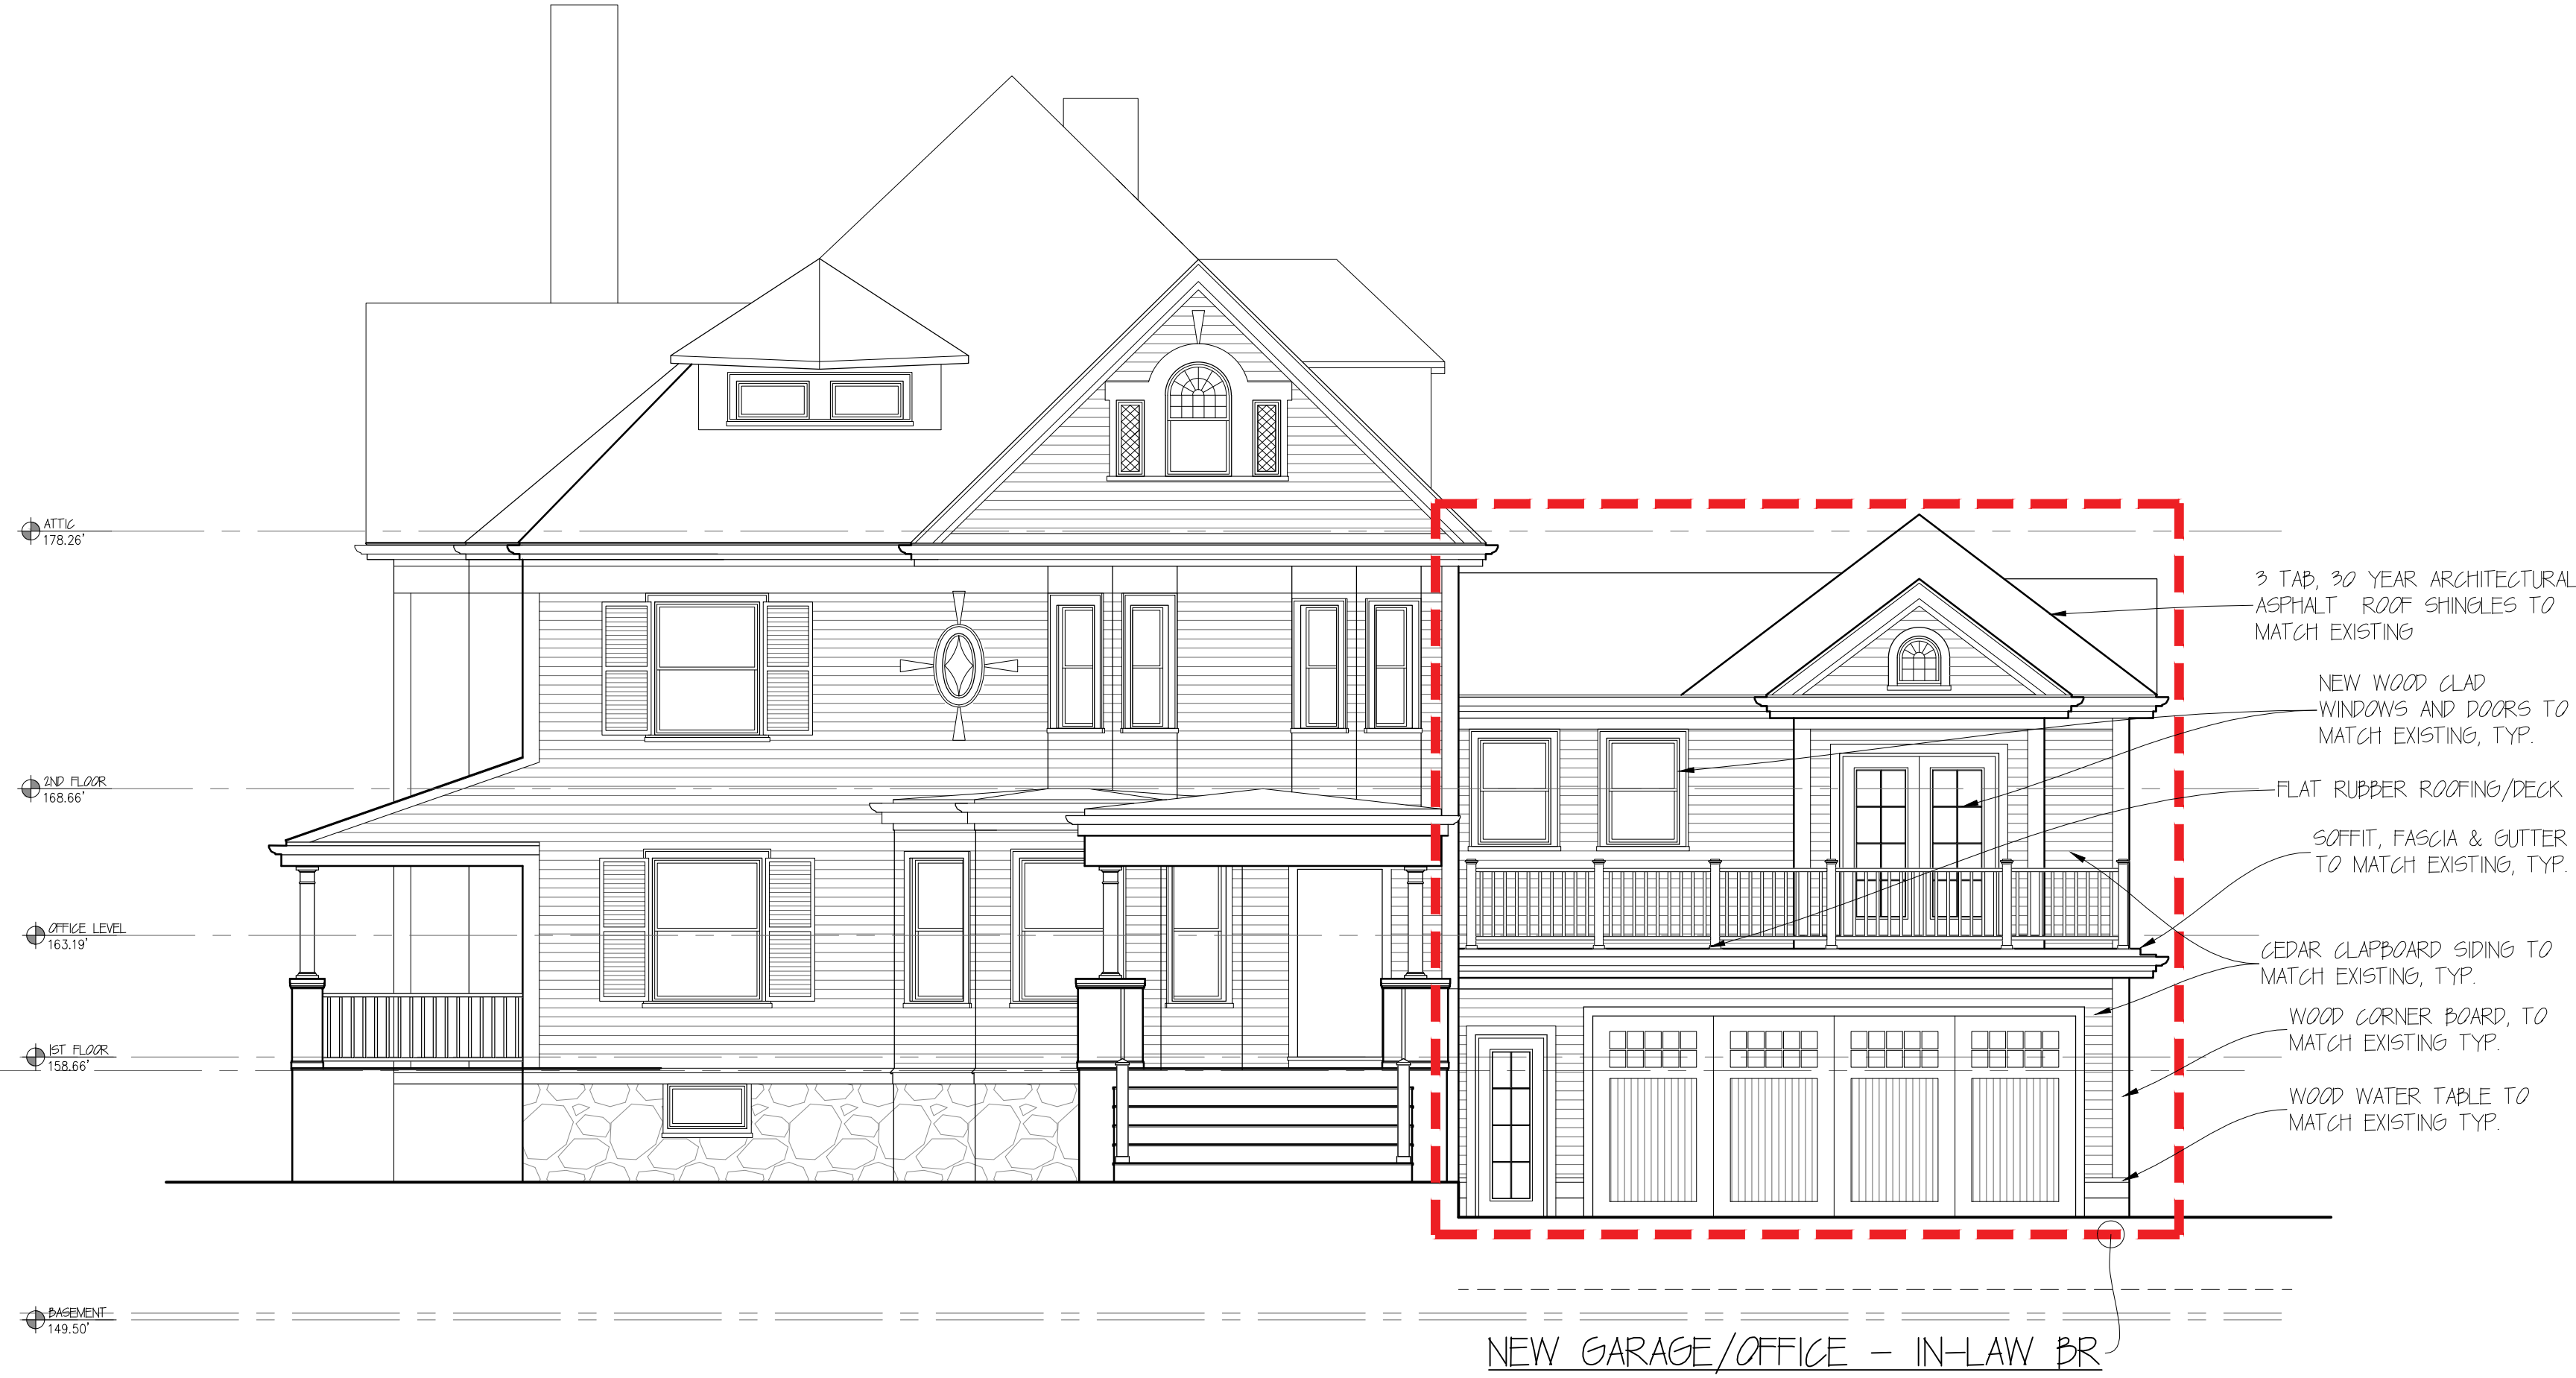 ATTIC
178.26'
2ND FLOOR
168.66'
OFFICE LEVEL
163.19'
1ST FLOOR
158.66'
BASEMENT
149.50'
3 TAB, 30 YEAR ARCHITECTURAL
ASPHALT ROOF SHINGLES TO
MATCH EXISTING
NEW WOOD CLAD
WINDOWS AND DOORS TO
MATCH EXISTING, TYP.
FLAT RUBBER ROOFING/DECK
SOFFIT, FASCIA & GUTTER
TO MATCH EXISTING, TYP.
CEDAR CLAPBOARD SIDING TO
MATCH EXISTING, TYP.
WOOD CORNER BOARD, TO
MATCH EXISTING TYP.
WOOD WATER TABLE TO
MATCH EXISTING TYP.
NEW GARAGE/OFFICE - IN-LAW BR